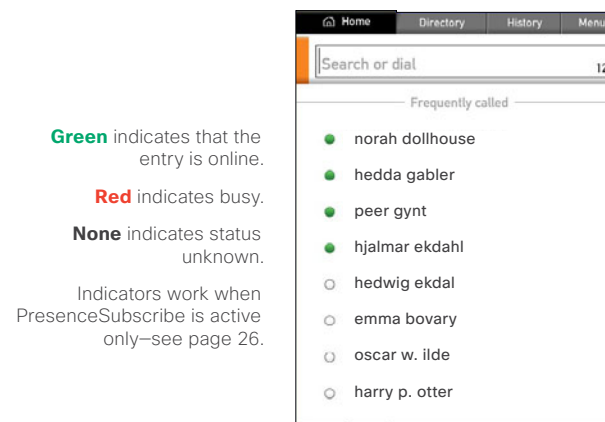 Home Directory History Menu
Search or dial
12
Frequently called
Green indicates that the
entry is online.
Red indicates busy.
None indicates status
unknown.
Indicators work when
PresenceSubscribe is active
only—see page 26.
norah dollhouse
hedda gabler
peer gynt
hjalmar ekdahl
hedwig ekdal
emma bovary
oscar w. ilde
harry p. otter